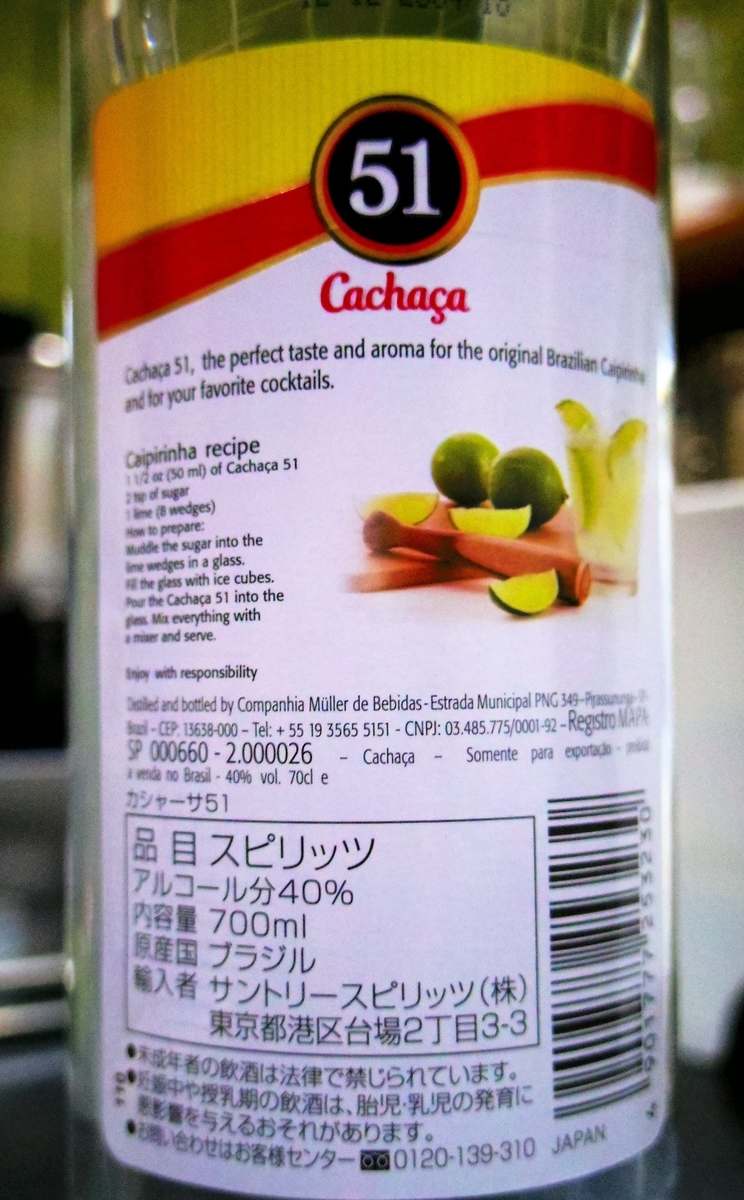 51
Cachaça
Cachaça 51, the perfect taste and aroma for the original Brazilian Caipirinha
and for your favorite cocktails.
Caipirinha recipe
1 1/2 oz (50 ml) of Cachaça 51
2 tsp of sugar
1 lime (8 wedges)
How to prepare:
Muddle the sugar into the
lime wedges in a glass.
Fill the glass with ice cubes.
Pour the Cachaça 51 into the
glass. Mix everything with
a mixer and serve.
Enjoy with responsibility
Distilled and bottled by Companhia Müller de Bebidas - Estrada Municipal PNG 349 - Pirassununga -
Brazil - CEP: 13638-000 - Tel: + 55 19 3565 5151 - CNPJ: 03.485.775/0001-92 - Registro MAPA
SP 000660 - 2.000026 - Cachaça - Somente para exportação -
a venda no Brasil - 40% vol. 70cl e
カシャーサ51
品目 スピリッツ
アルコール分40%
内容量 700ml
原産国 ブラジル
輸入者 サントリースピリッツ(株)
東京都港区台場2丁目3-3
●未成年者の飲酒は法律で禁じられています。
●妊娠中や授乳期の飲酒は、胎児・乳児の発育に
悪影響を与えるおそれがあります。
●お問い合わせはお客様センター 0120-139-310 JAPAN